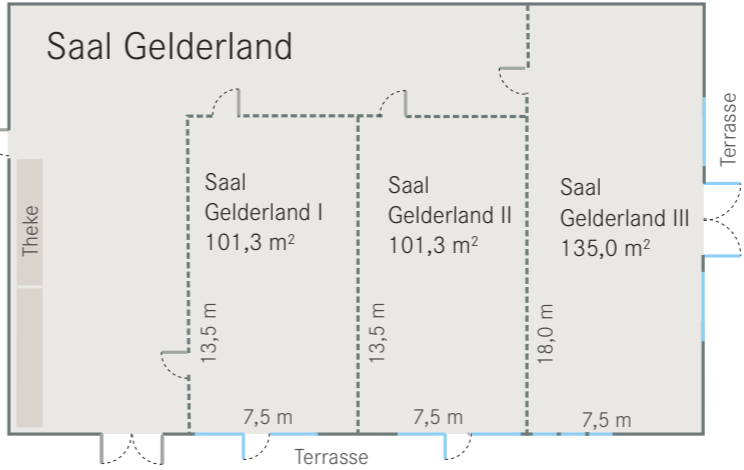 Saal Gelderland
Terrasse
Theke
Saal
Gelderland I
101,3 m²
Saal
Gelderland II
101,3 m²
Saal
Gelderland III
135,0 m²
13,5 m
13,5 m
18,0 m
7,5 m
7,5 m
7,5 m
Terrasse